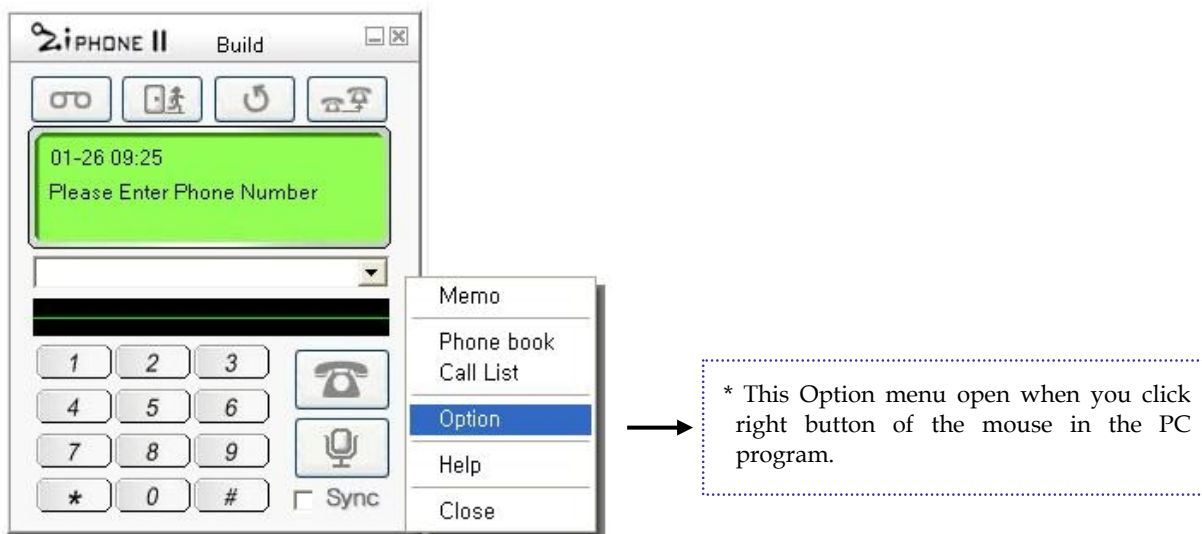 ZiPHONE II Build
01-26 09:25
Please Enter Phone Number
1 2 3
4 5 6
7 8 9
* 0 #
Sync
Memo
Phone book
Call List
Option
Help
Close
* This Option menu open when you click
right button of the mouse in the PC
program.